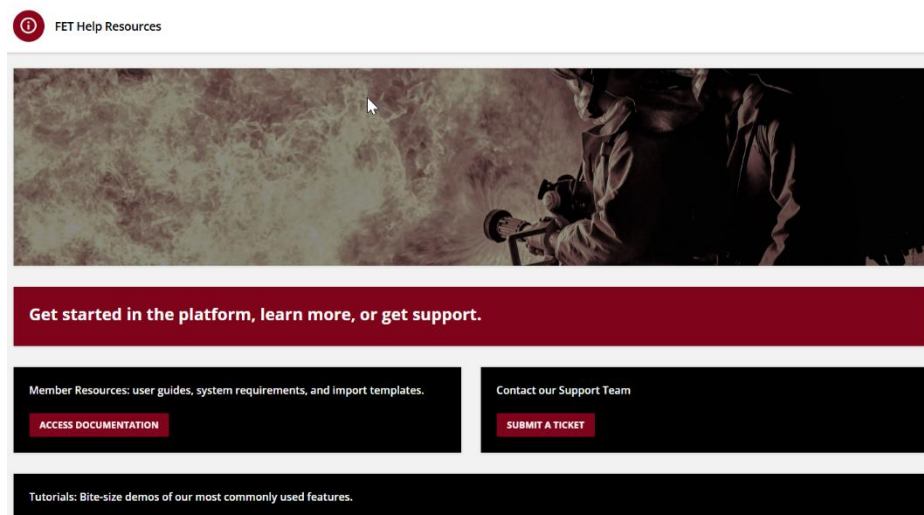 FET Help Resources
Get started in the platform, learn more, or get support.
Member Resources: user guides, system requirements, and import templates.
ACCESS DOCUMENTATION
Contact our Support Team
SUBMIT A TICKET
Tutorials: Bite-size demos of our most commonly used features.